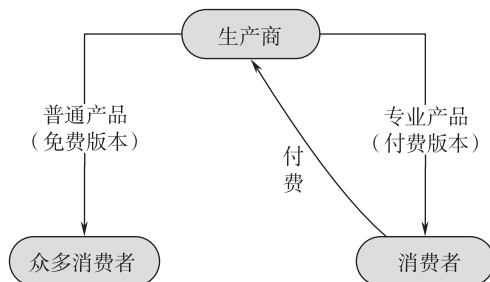 生产商
普通产品
（免费版本）
专业产品
（付费版本）
付
费
众多消费者
消费者